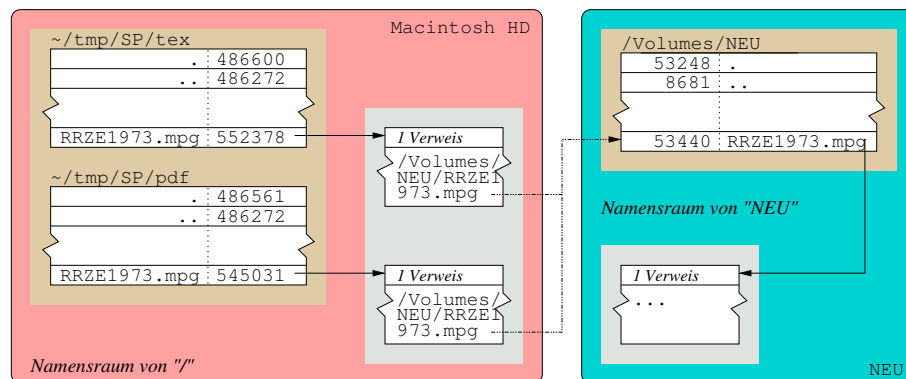 Macintosh HD
~/tmp/SP/tex
. 486600
.. 486272
RRZE1973.mpg 552378
~/tmp/SP/pdf
. 486561
.. 486272
RRZE1973.mpg 545031
1 Verweis
/Volumes/
NEU/RRZE1
973.mpg
1 Verweis
/Volumes/
NEU/RRZE1
973.mpg
Namensraum von "/"
/Volumes/NEU
53248 .
8681 ..
53440 RRZE1973.mpg
Namensraum von "NEU"
1 Verweis
...
NEU